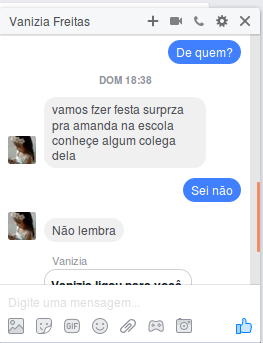 Vanizia Freitas
De quem?
DOM 18:38
vamos fzer festa surprza
pra amanda na escola
conheçe algum colega
dela
Sei não
Não lembra
Vanizia
Vanizia ligou para você
Digite uma mensagem...
GIF